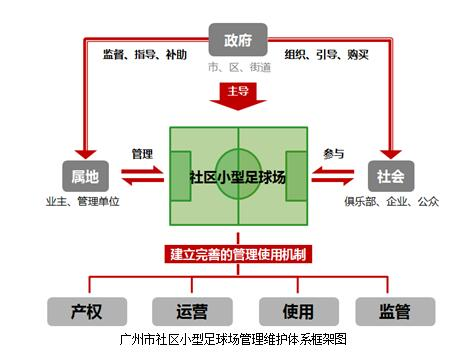 政府
监督、指导、补助
组织、引导、购买
市、区、街道
主导
管理
参与
属地
社区小型足球场
社会
业主、管理单位
俱乐部、企业、公众
建立完善的管理使用机制
产权
运营
使用
监管
广州市社区小型足球场管理维护体系框架图